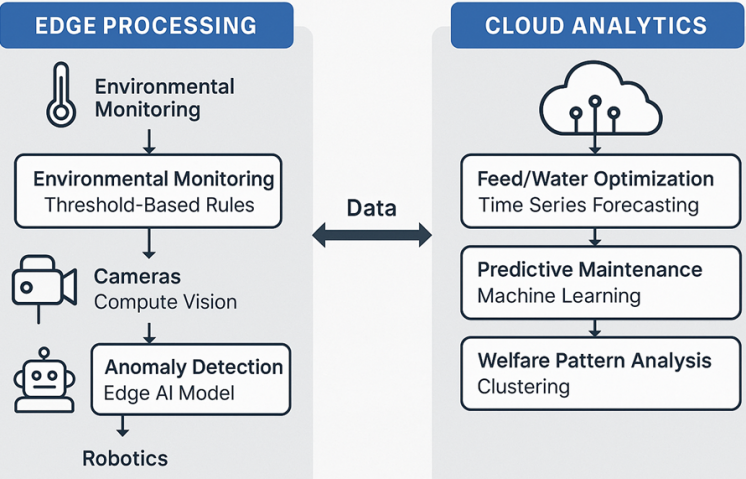 EDGE PROCESSING
Environmental
Monitoring
Environmental Monitoring
Threshold-Based Rules
Cameras
Compute Vision
Anomaly Detection
Edge AI Model
Robotics
Data
CLOUD ANALYTICS
Feed/Water Optimization
Time Series Forecasting
Predictive Maintenance
Machine Learning
Welfare Pattern Analysis
Clustering